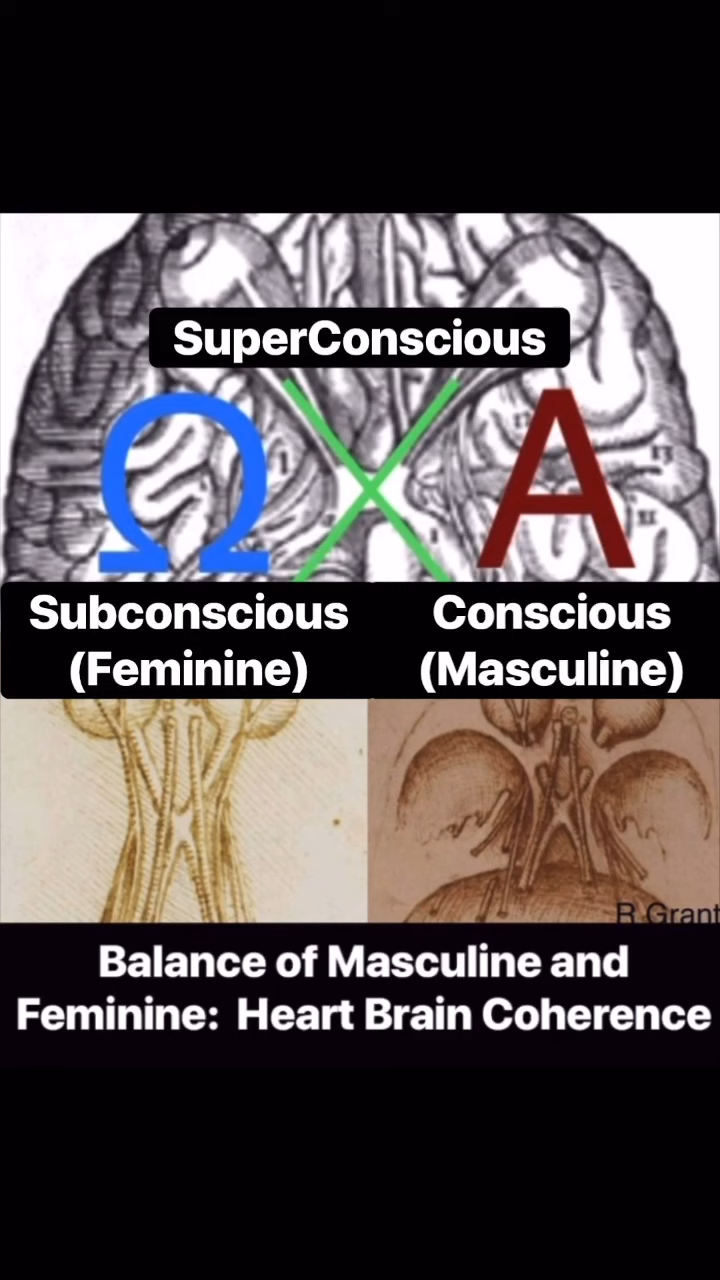 SuperConscious
Ω A
Subconscious
(Feminine)
Conscious
(Masculine)
R Grant
Balance of Masculine and
Feminine: Heart Brain Coherence